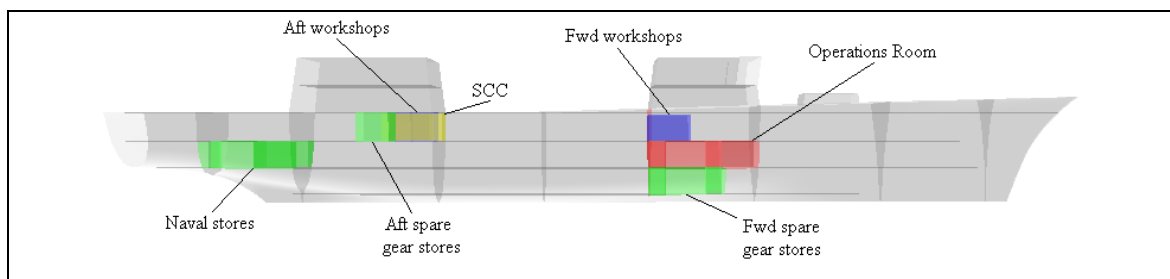 Aft workshops
Fwd workshops
Operations Room
SCC
Naval stores
Aft spare
gear stores
Fwd spare
gear stores